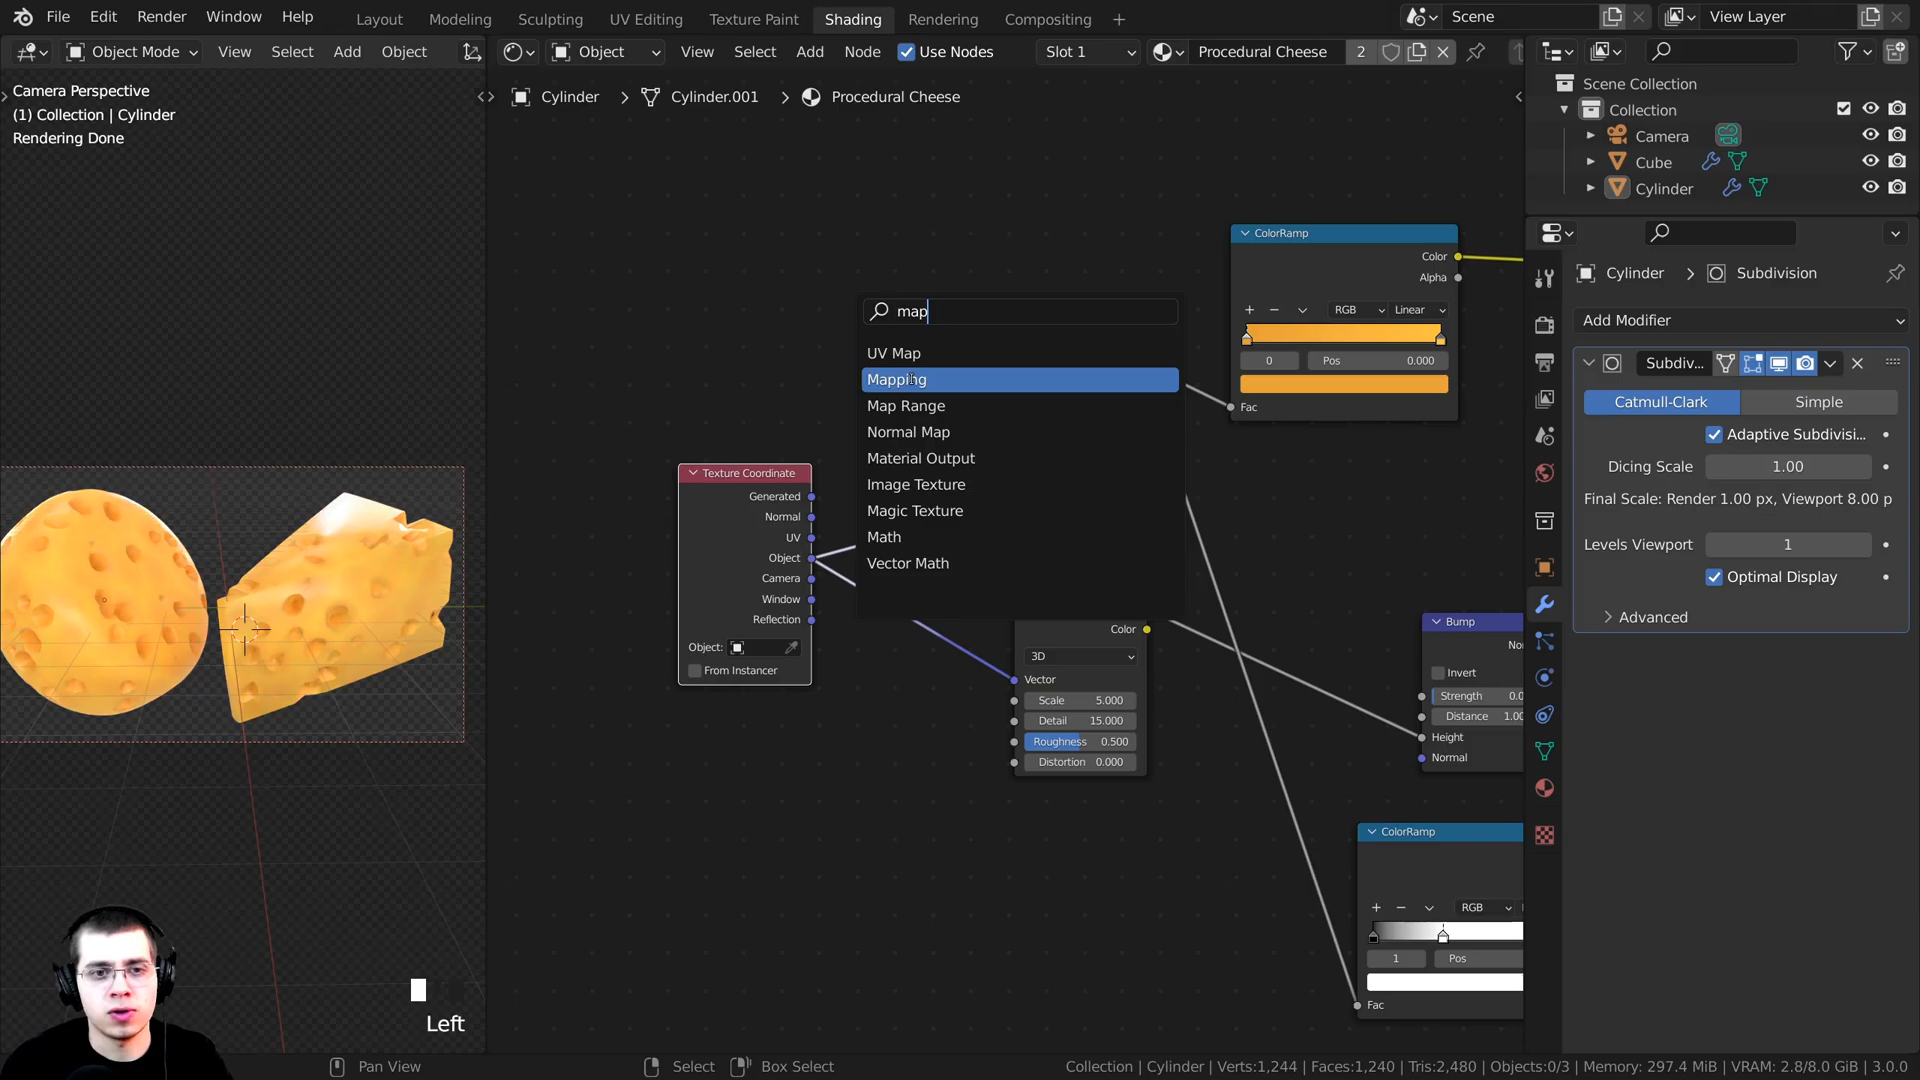 File Edit Render Window Help Layout Modeling Sculpting UV Editing Texture Paint Shading Rendering Compositing + Scene View Layer
Object Mode View Select Add Object Object View Select Add Node Use Nodes Slot 1 Procedural Cheese 2
Camera Perspective
(1) Collection | Cylinder
Rendering Done
Cylinder > Cylinder.001 > Procedural Cheese
Scene Collection
Collection
Camera
Cube
Cylinder
ColorRamp
Color
Alpha
RGB Linear
0 Pos 0.000
Fac
map
UV Map
Mapping
Map Range
Normal Map
Material Output
Image Texture
Magic Texture
Math
Vector Math
Texture Coordinate
Generated
Normal
UV
Object
Camera
Window
Reflection
Object:
From Instancer
Color
3D
Vector
Scale 5.000
Detail 15.000
Roughness 0.500
Distortion 0.000
Bump
No
Invert
Strength 0.0
Distance 1.00
Height
Normal
ColorRamp
RGB
1 Pos
Fac
Cylinder > Subdivision
Add Modifier
Subdiv...
Catmull-Clark Simple
Adaptive Subdivisi...
Dicing Scale 1.00
Final Scale: Render 1.00 px, Viewport 8.00 p
Levels Viewport 1
Optimal Display
> Advanced
Left
Pan View Select Box Select Collection | Cylinder | Verts:1,244 | Faces:1,240 | Tris:2,480 | Objects:0/3 | Memory: 297.4 MiB | VRAM: 2.8/8.0 GiB | 3.0.0